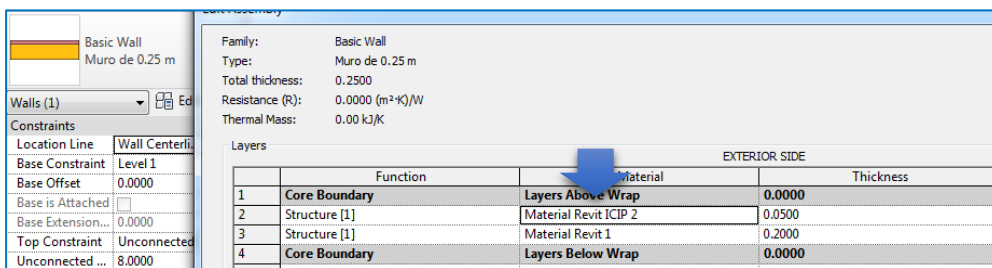 Edit Assembly
Basic Wall
Muro de 0.25 m
Walls (1)
Ed
Constraints
Location Line Wall Centerli...
Base Constraint Level 1
Base Offset 0.0000
Base is Attached
Base Extension... 0.0000
Top Constraint Unconnected
Unconnected ... 8.0000
Family: Basic Wall
Type: Muro de 0.25 m
Total thickness: 0.2500
Resistance (R): 0.0000 (m²·K)/W
Thermal Mass: 0.00 kJ/K
Layers
EXTERIOR SIDE
Function Material Thickness
1 Core Boundary Layers Above Wrap 0.0000
2 Structure [1] Material Revit ICIP 2 0.0500
3 Structure [1] Material Revit 1 0.2000
4 Core Boundary Layers Below Wrap 0.0000